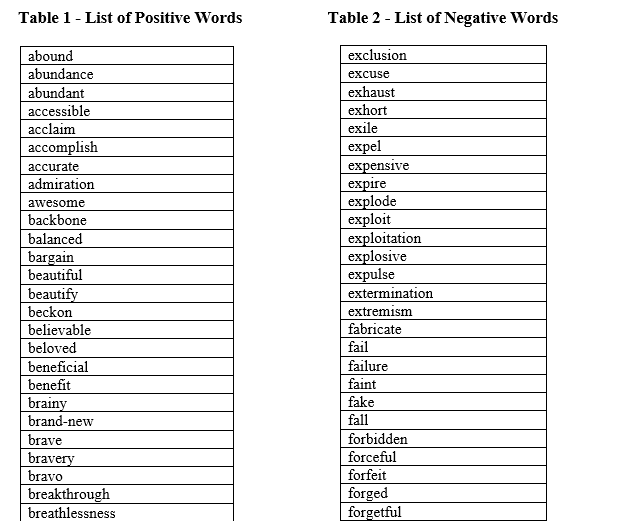 Table 1 - List of Positive Words
abound
abundance
abundant
accessible
acclaim
accomplish
accurate
admiration
awesome
backbone
balanced
bargain
beautiful
beautify
beckon
believable
beloved
beneficial
benefit
brainy
brand-new
brave
bravery
bravo
breakthrough
breathlessness
Table 2 - List of Negative Words
exclusion
excuse
exhaust
exhort
exile
expel
expensive
expire
explode
exploit
exploitation
explosive
expulse
extermination
extremism
fabricate
fail
failure
faint
fake
fall
forbidden
forceful
forfeit
forged
forgetful